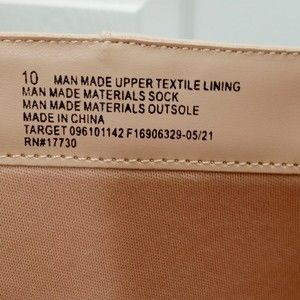 10 MAN MADE UPPER TEXTILE LINING
MAN MADE MATERIALS SOCK
MAN MADE MATERIALS OUTSOLE
MADE IN CHINA
TARGET 096101142 F16906329-05/21
RN#17730